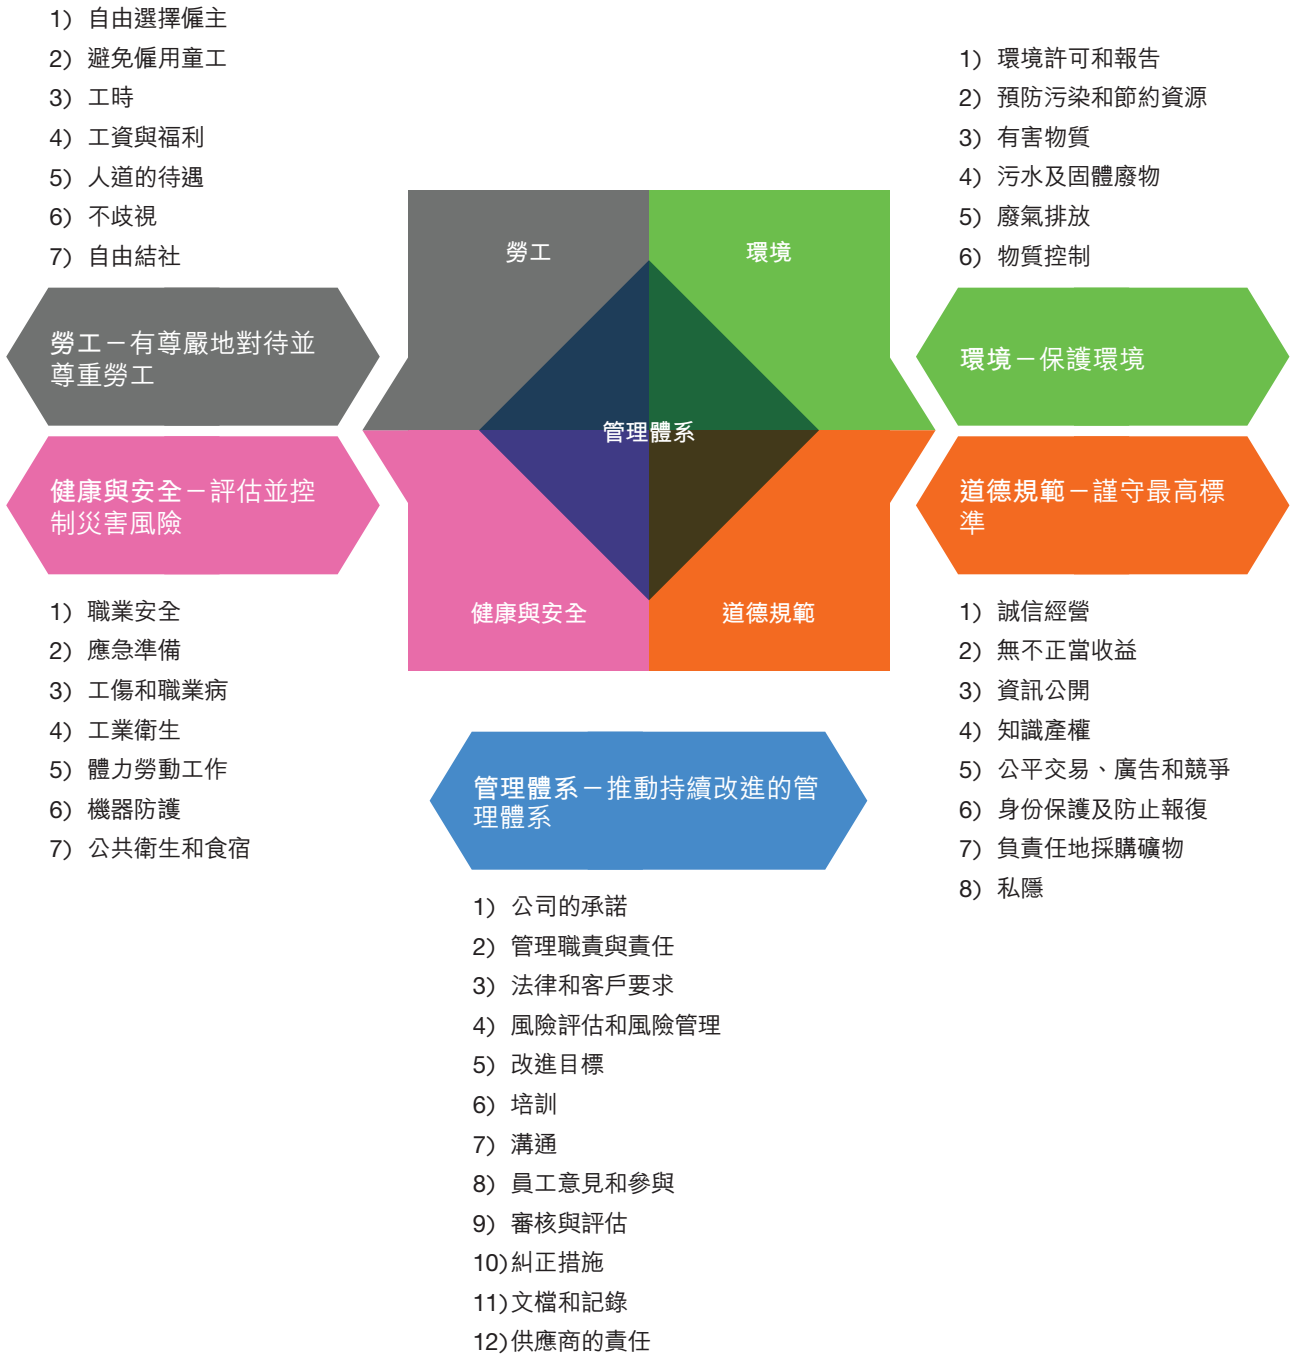 1) 自由選擇僱主
2) 避免僱用童工
3) 工時
4) 工資與福利
5) 人道的待遇
6) 不歧視
7) 自由結社
勞工－有尊嚴地對待並
尊重勞工
健康與安全－評估並控
制災害風險
1) 職業安全
2) 應急準備
3) 工傷和職業病
4) 工業衛生
5) 體力勞動工作
6) 機器防護
7) 公共衛生和食宿
勞工
環境
管理體系
健康與安全
道德規範
1) 環境許可和報告
2) 預防污染和節約資源
3) 有害物質
4) 污水及固體廢物
5) 廢氣排放
6) 物質控制
環境－保護環境
道德規範－謹守最高標
準
1) 誠信經營
2) 無不正當收益
3) 資訊公開
4) 知識產權
5) 公平交易、廣告和競爭
6) 身份保護及防止報復
7) 負責任地採購礦物
8) 私隱
管理體系－推動持續改進的管
理體系
1) 公司的承諾
2) 管理職責與責任
3) 法律和客戶要求
4) 風險評估和風險管理
5) 改進目標
6) 培訓
7) 溝通
8) 員工意見和參與
9) 審核與評估
10)糾正措施
11)文檔和記錄
12)供應商的責任